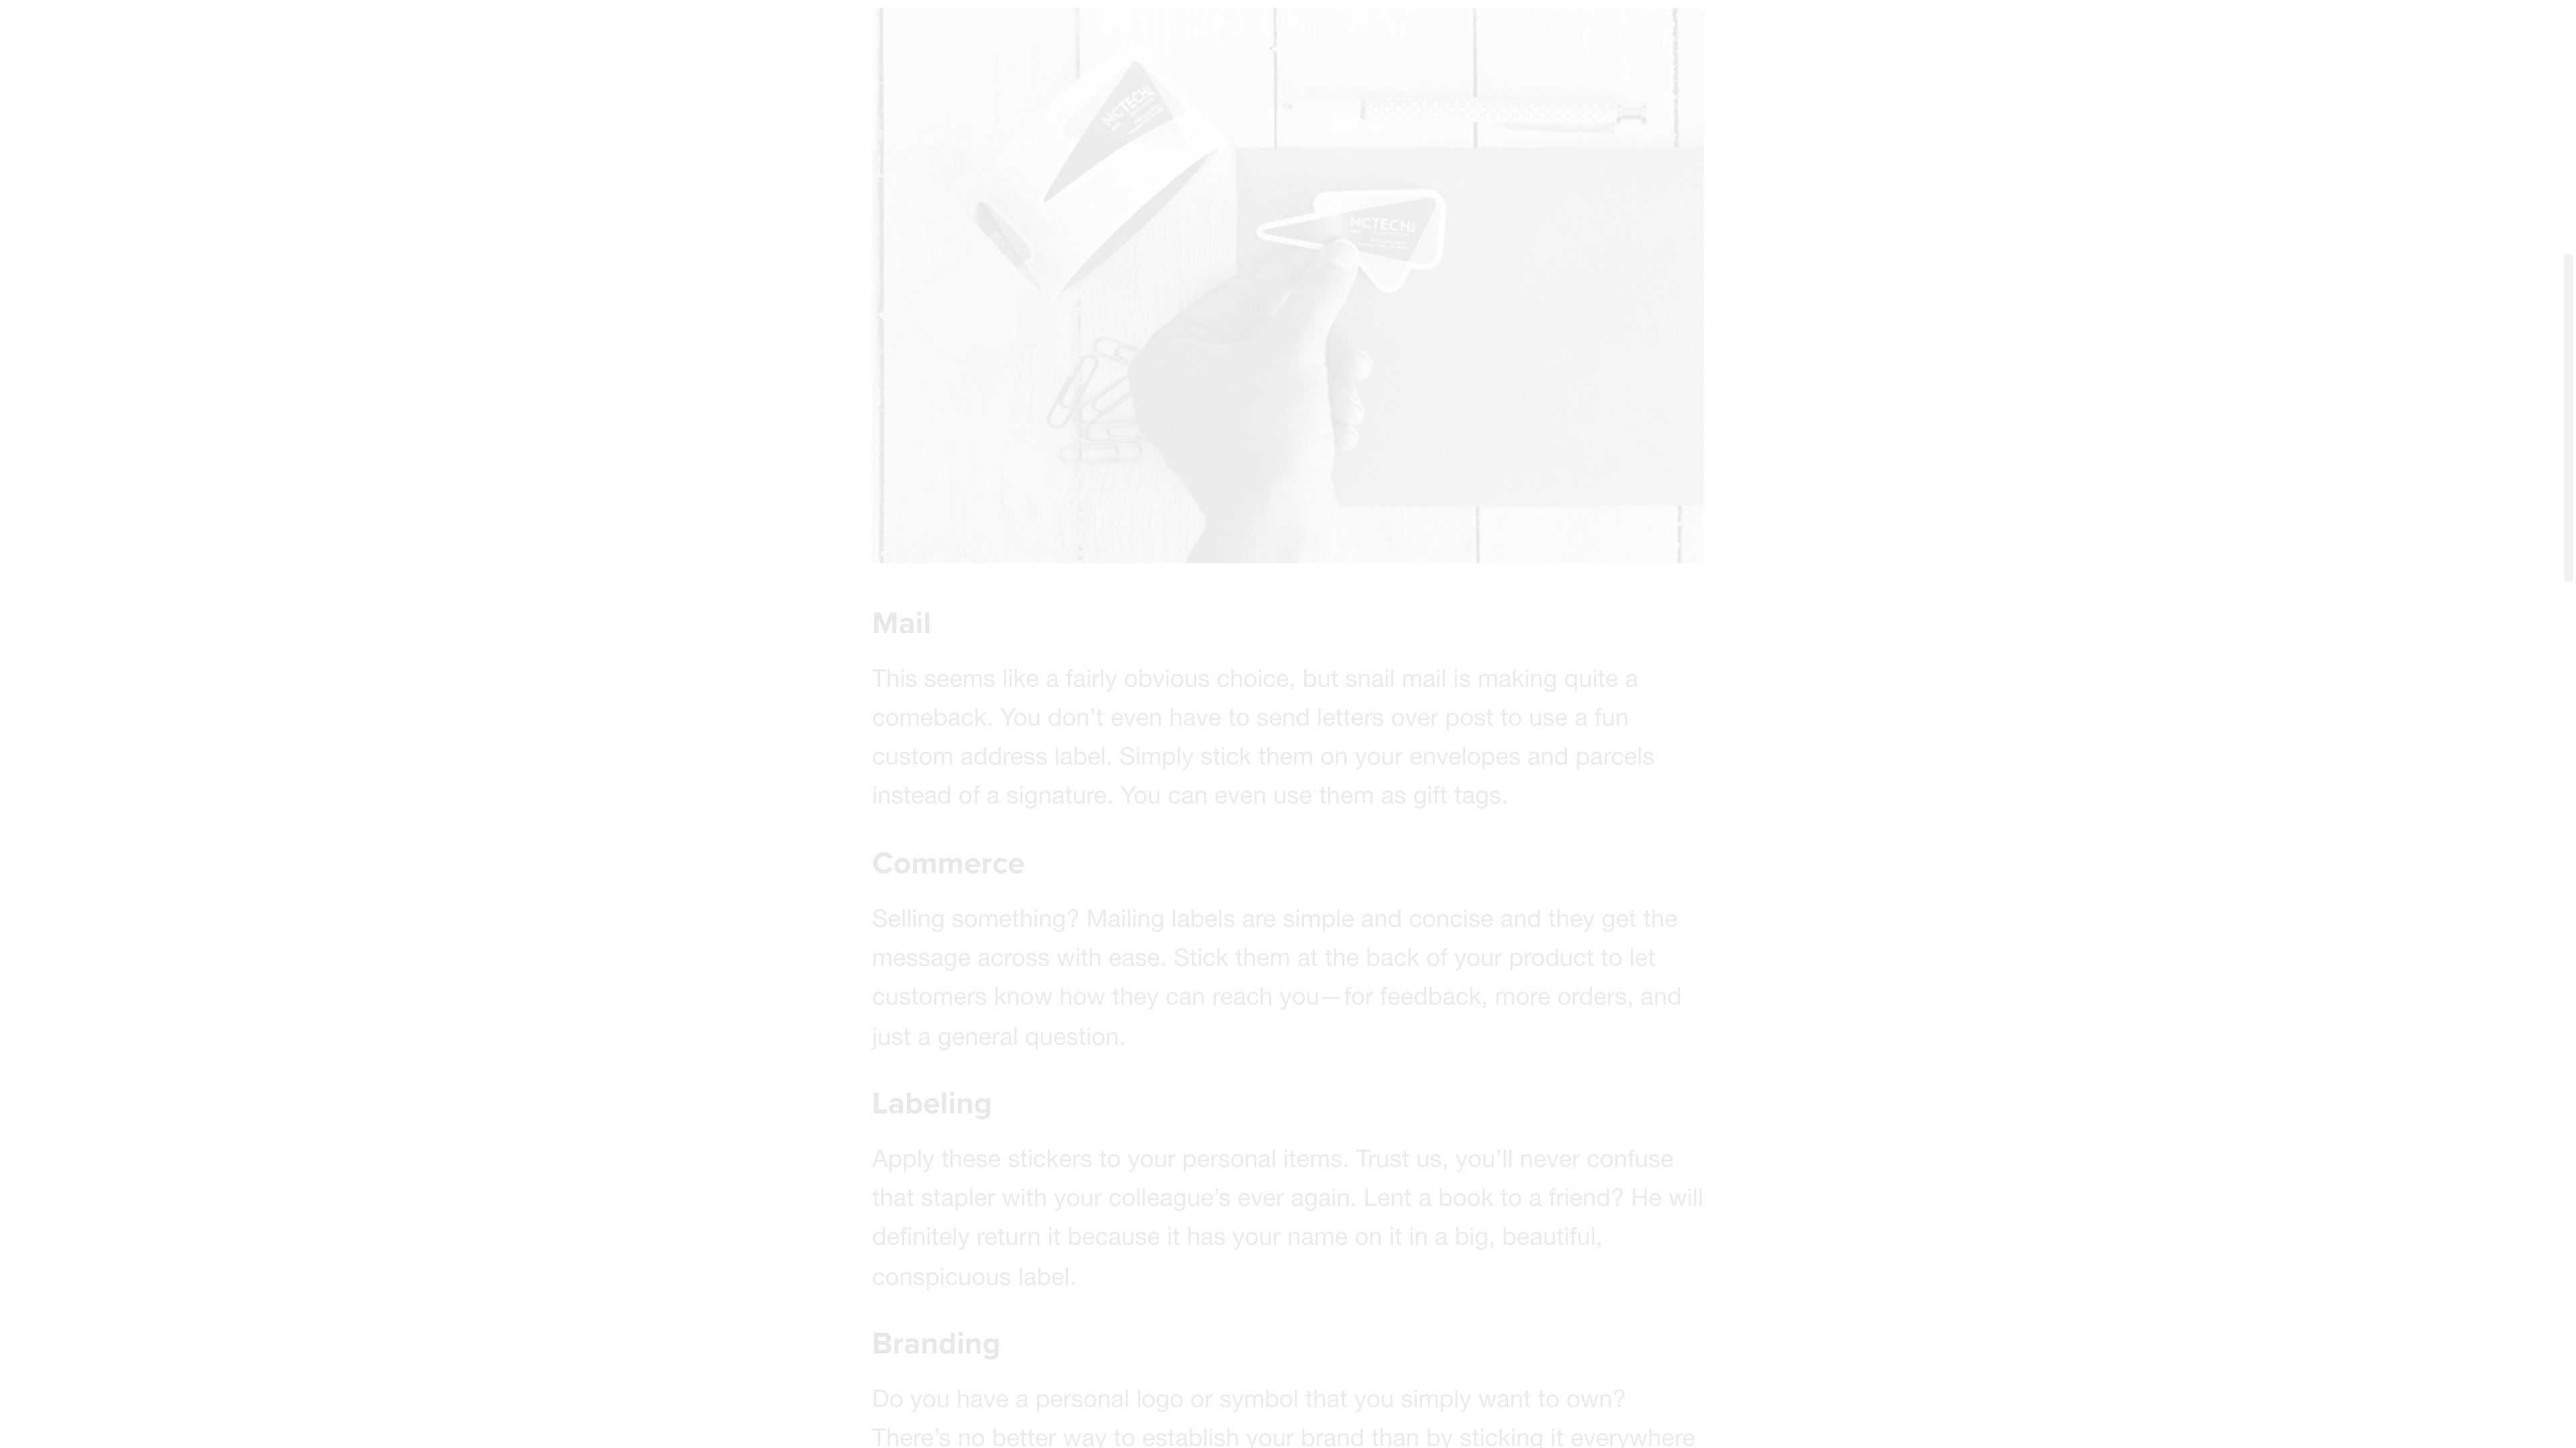 NCTECH
NCTECH
Mail
This seems like a fairly obvious choice, but snail mail is making quite a
comeback. You don’t even have to send letters over post to use a fun
custom address label. Simply stick them on your envelopes and parcels
instead of a signature. You can even use them as gift tags.
Commerce
Selling something? Mailing labels are simple and concise and they get the
message across with ease. Stick them at the back of your product to let
customers know how they can reach you—for feedback, more orders, and
just a general question.
Labeling
Apply these stickers to your personal items. Trust us, you’ll never confuse
that stapler with your colleague’s ever again. Lent a book to a friend? He will
definitely return it because it has your name on it in a big, beautiful,
conspicuous label.
Branding
Do you have a personal logo or symbol that you simply want to own?
There’s no better way to establish your brand than by sticking it everywhere